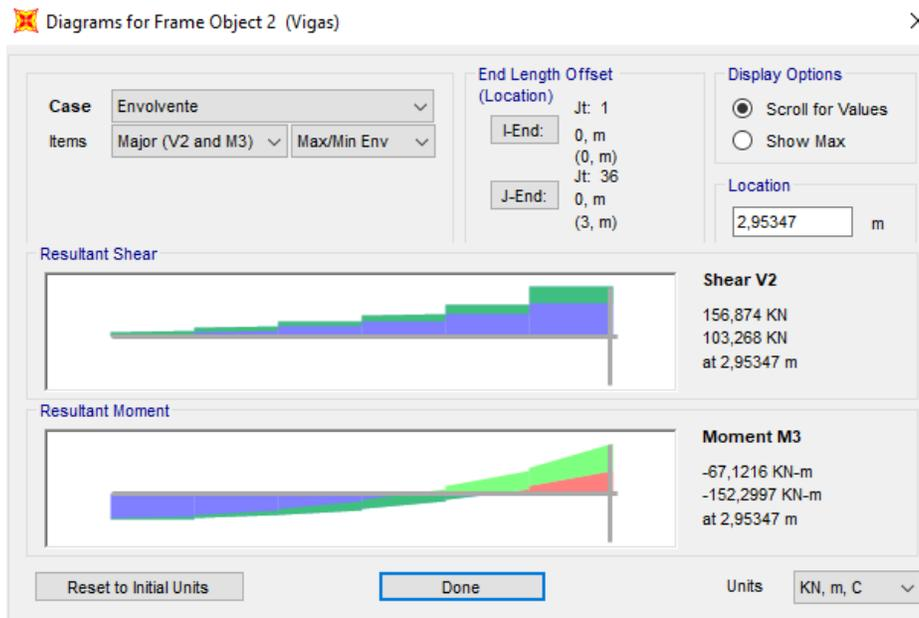 Diagrams for Frame Object 2 (Vigas)
Case Envolvente
Items Major (V2 and M3) Max/Min Env
End Length Offset
(Location)
Jt: 1
I-End: 0, m
(0, m)
Jt: 36
J-End: 0, m
(3, m)
Display Options
Scroll for Values
Show Max
Location
2,95347 m
Resultant Shear
Shear V2
156,874 KN
103,268 KN
at 2,95347 m
Resultant Moment
Moment M3
-67,1216 KN-m
-152,2997 KN-m
at 2,95347 m
Reset to Initial Units Done Units KN, m, C